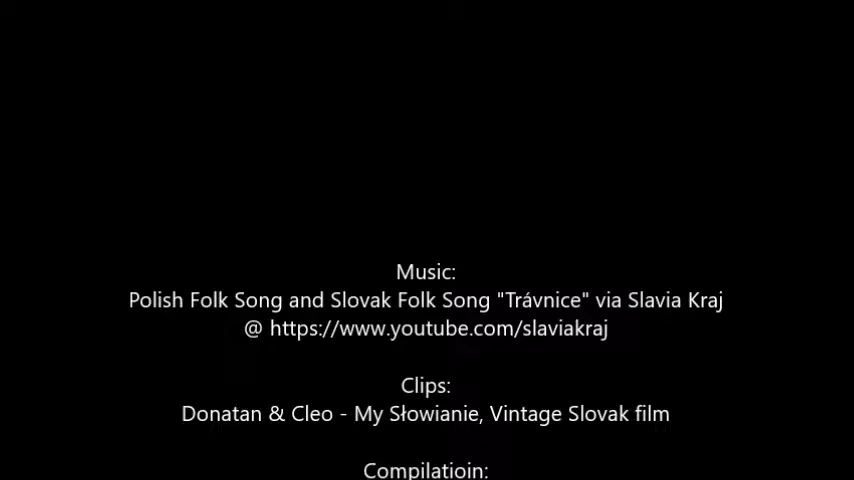 Music:
Polish Folk Song and Slovak Folk Song "Trávnice" via Slavia Kraj
@ https://www.youtube.com/slaviakraj
Clips:
Donatan & Cleo - My Słowianie, Vintage Slovak film
Compilatioin: